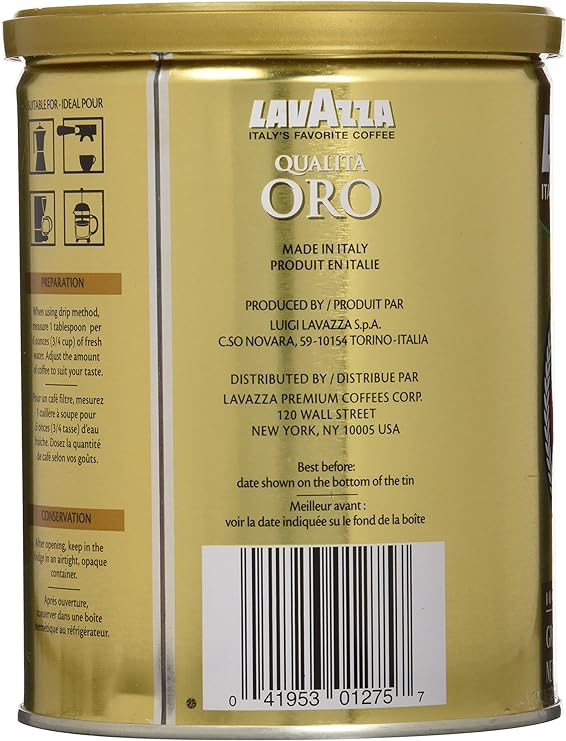 SUITABLE FOR - IDEAL POUR
PREPARATION
When using drip method,
measure 1 tablespoon per
6 ounces (3/4 cup) of fresh
water. Adjust the amount
of coffee to suit your taste.
Pour un café filtre, mesurez
1 cuillère à soupe pour
6 onces (3/4 tasse) d'eau
fraîche. Dosez la quantité
de café selon vos goûts.
CONSERVATION
After opening, keep in the
fridge in an airtight, opaque
container.
Après ouverture,
conserver dans une boite
hermetique au réfrigérateur.
LAVAZZA
ITALY'S FAVORITE COFFEE
QUALITÀ
ORO
MADE IN ITALY
PRODUIT EN ITALIE
PRODUCED BY / PRODUIT PAR
LUIGI LAVAZZA S.p.A.
C.SO NOVARA, 59-10154 TORINO-ITALIA
DISTRIBUTED BY / DISTRIBUE PAR
LAVAZZA PREMIUM COFFEES CORP.
120 WALL STREET
NEW YORK, NY 10005 USA
Best before:
date shown on the bottom of the tin
Meilleur avant :
voir la date indiquée su le fond de la boîte
0 41953 01275 7